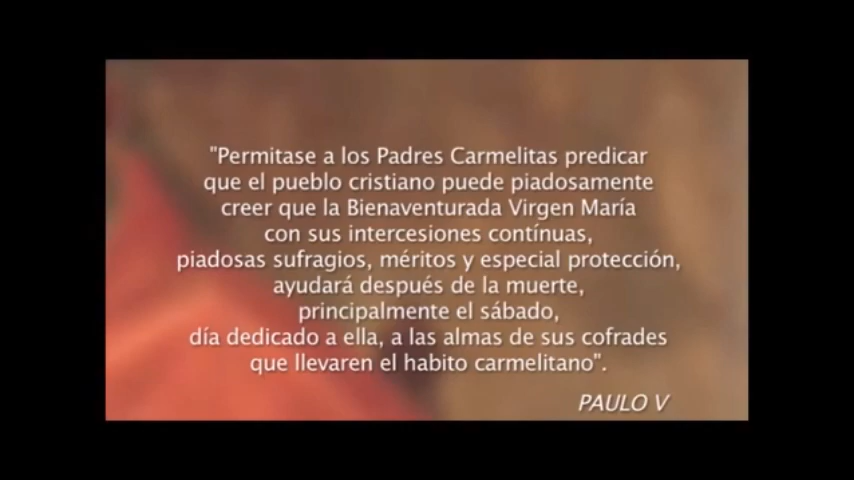 "Permitase a los Padres Carmelitas predicar
que el pueblo cristiano puede piadosamente
creer que la Bienaventurada Virgen María
con sus intercesiones contínuas,
piadosas sufragios, méritos y especial protección,
ayudará después de la muerte,
principalmente el sábado,
día dedicado a ella, a las almas de sus cofrades
que llevaren el habito carmelitano".
PAULO V